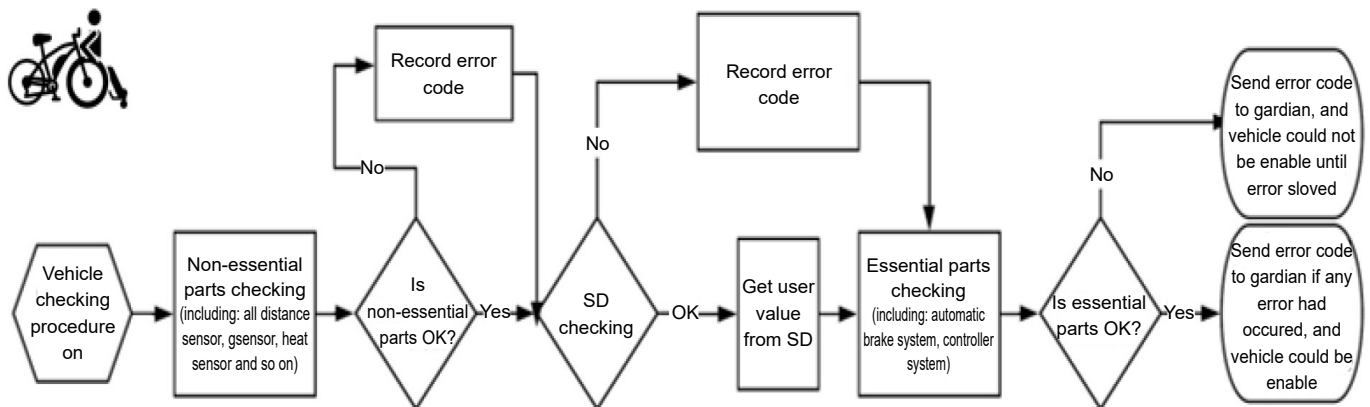 Vehicle
checking
procedure
on
Non-essential
parts checking
(including: all distance
sensor, gsensor, heat
sensor and so on)
Is
non-essential
parts OK?
No
Record error
code
Yes
SD
checking
No
Record error
code
OK
Get user
value
from SD
Essential parts
checking
(including: automatic
brake system, controller
system)
Is essential
parts OK?
No
Send error code
to gardian, and
vehicle could not
be enable until
error sloved
Yes
Send error code
to gardian if any
error had
occured, and
vehicle could be
enable